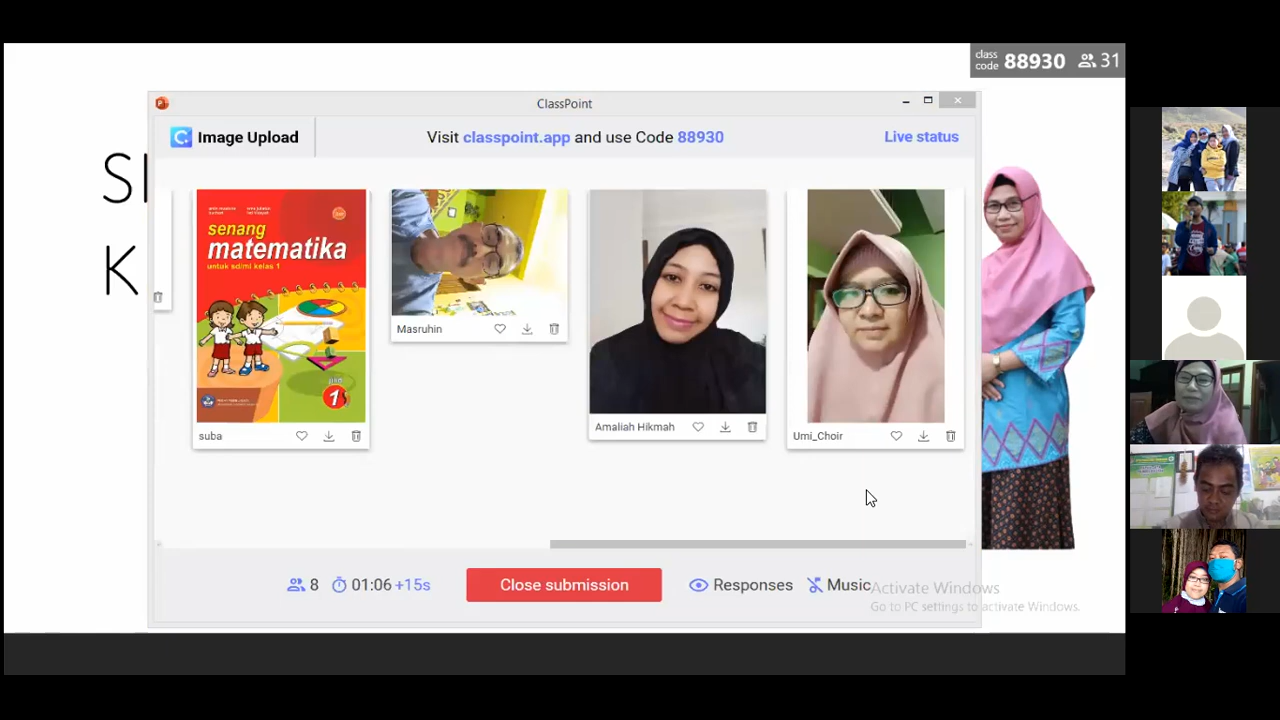 class code 88930 31
ClassPoint
Image Upload
Visit classpoint.app and use Code 88930
Live status
K
senang
matematika
untuk sd/mi kelas 1
1
suba
Masruhin
Amaliah Hikmah
Umi_Choir
8 01:06 +15s
Close submission
Responses
Music
Activate Windows
Go to PC settings to activate Windows.